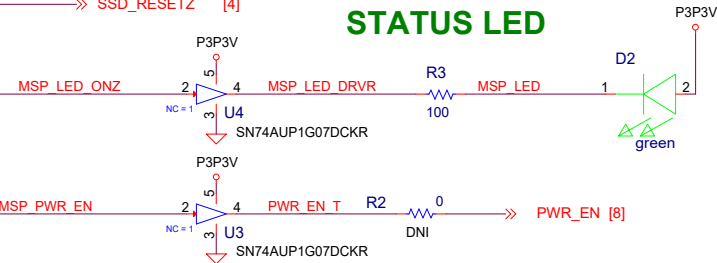 SSD_RESETZ [4]
STATUS LED
P3P3V
P3P3V
D2
R3
MSP_LED_ONZ 2 5 4 MSP_LED_DRVR MSP_LED 1 2
NC = 1 3 U4 100
SN74AUP1G07DCKR
green
P3P3V
MSP_PWR_EN 2 5 4 PWR_EN_T R2 0 PWR_EN [8]
NC = 1 3 U3 DNI
SN74AUP1G07DCKR